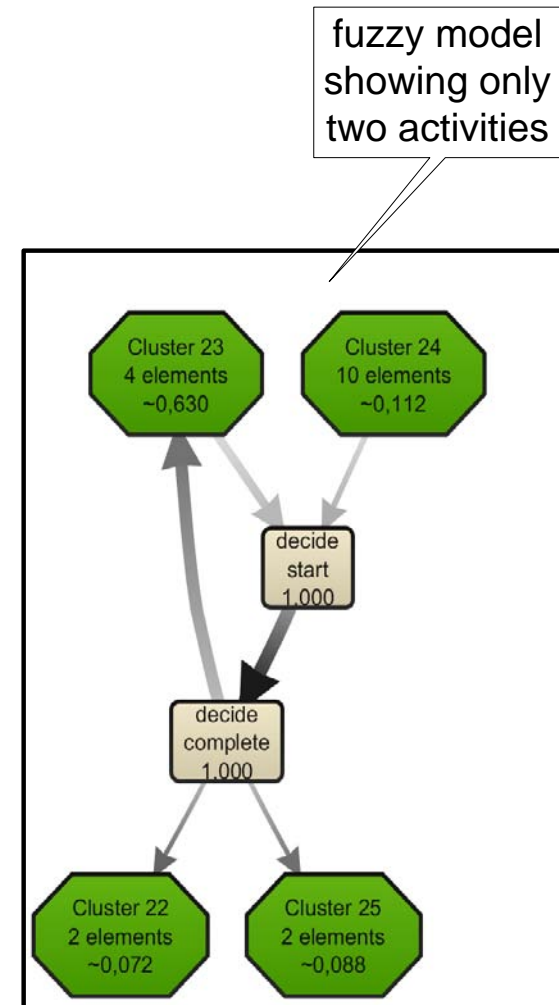 fuzzy model
showing only
two activities
Cluster 23
4 elements
~0,630
Cluster 24
10 elements
~0,112
decide
start
1,000
decide
complete
1,000
Cluster 22
2 elements
~0,072
Cluster 25
2 elements
~0,088